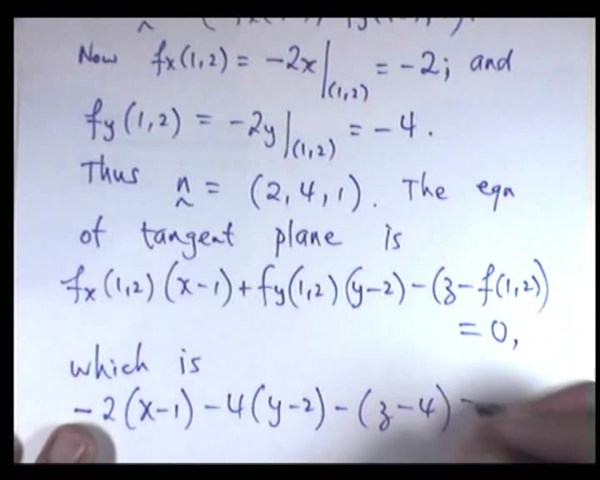 Now fx(1,2) = -2x|(1,2) = -2; and
fy(1,2) = -2y|(1,2) = -4.
Thus n = (2,4,1). The eqn
~
of tangent plane is
fx(1,2)(x-1)+fy(1,2)(y-2)-(z-f(1,2))
=0,
which is
-2(x-1)-4(y-2)-(z-4)